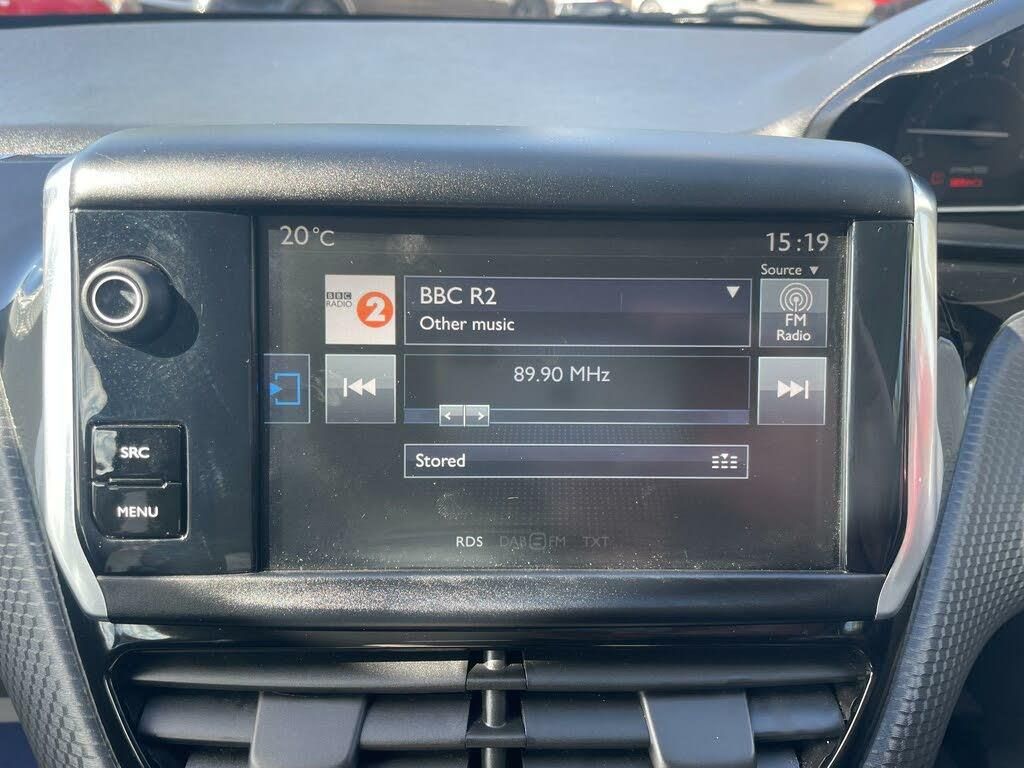 20°C
15:19
Source ▼
BBC
RADIO
2
BBC R2
Other music
FM
Radio
89.90 MHz
SRC
Stored
MENU
RDS DAB FM TXT